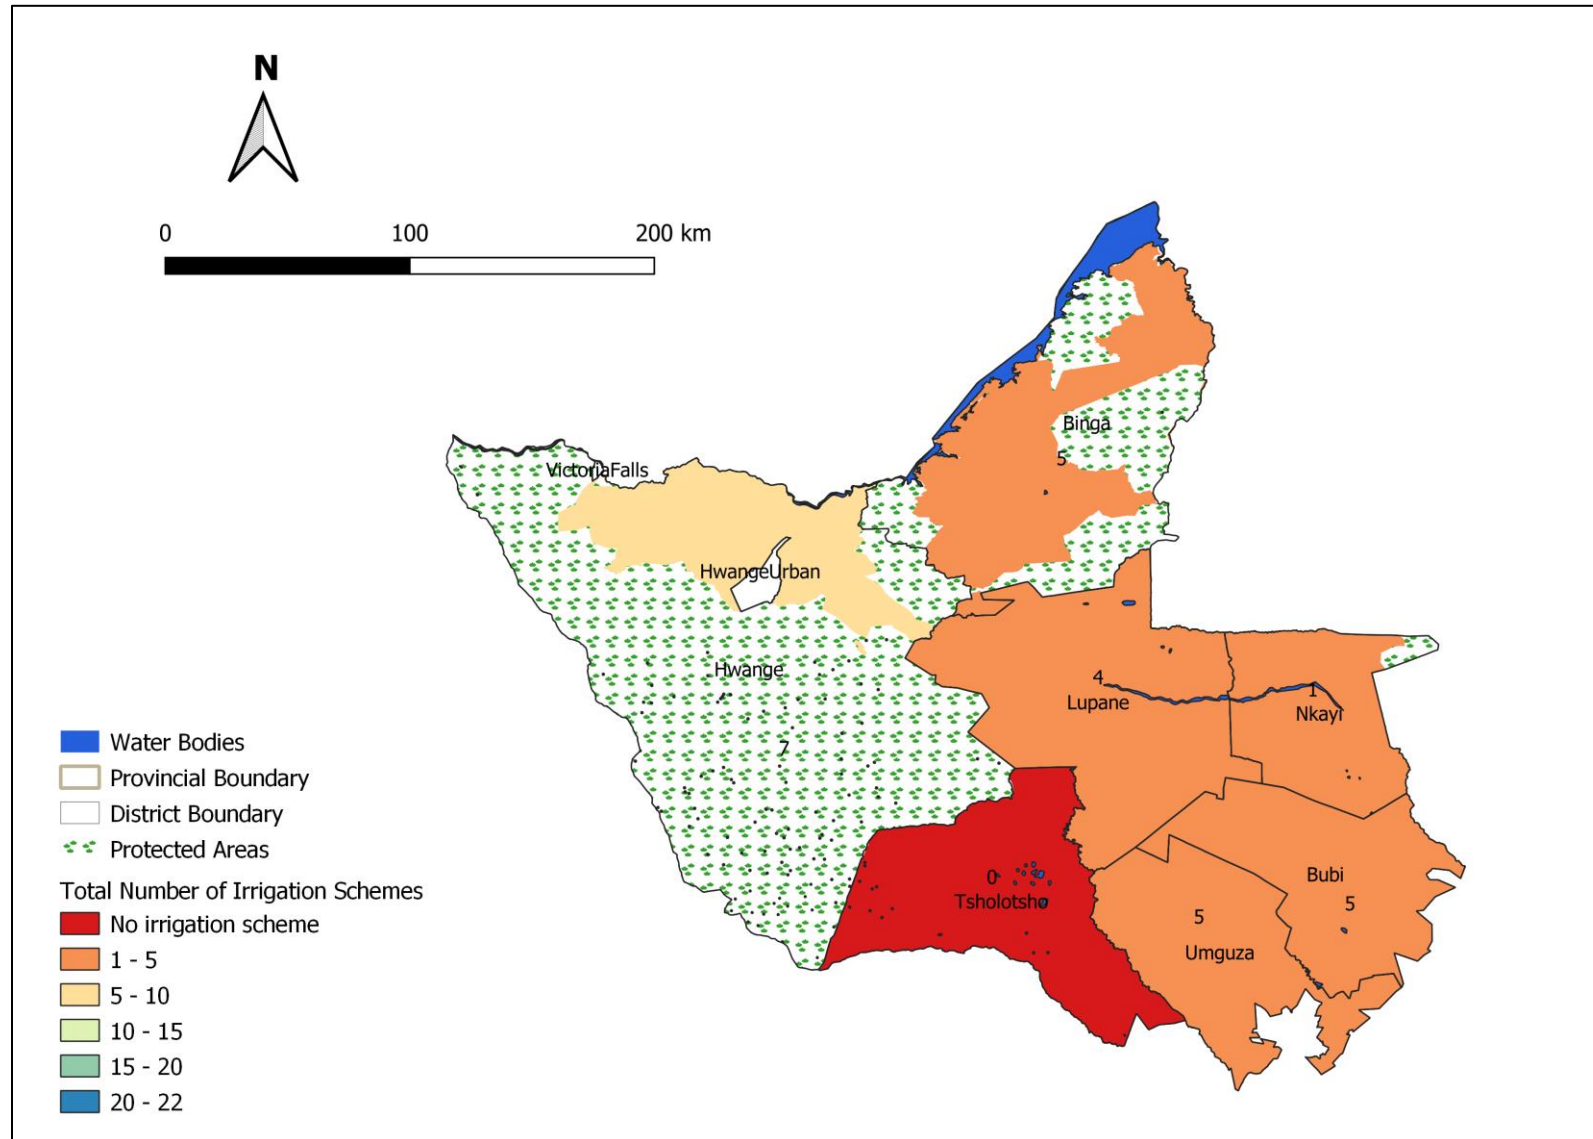 N
0 100 200 km
Binga
5
VictoriaFalls
HwangeUrban
Hwange
7
4
Lupane
1
Nkayi
0
Tsholotsho
Bubi
5
5
Umguza
Water Bodies
Provincial Boundary
District Boundary
Protected Areas
Total Number of Irrigation Schemes
No irrigation scheme
1 - 5
5 - 10
10 - 15
15 - 20
20 - 22